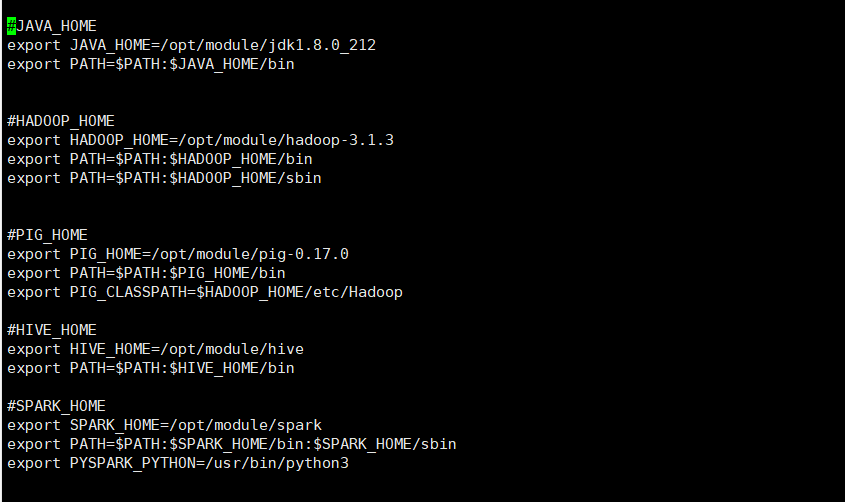 #JAVA_HOME
export JAVA_HOME=/opt/module/jdk1.8.0_212
export PATH=$PATH:$JAVA_HOME/bin
#HADOOP_HOME
export HADOOP_HOME=/opt/module/hadoop-3.1.3
export PATH=$PATH:$HADOOP_HOME/bin
export PATH=$PATH:$HADOOP_HOME/sbin
#PIG_HOME
export PIG_HOME=/opt/module/pig-0.17.0
export PATH=$PATH:$PIG_HOME/bin
export PIG_CLASSPATH=$HADOOP_HOME/etc/Hadoop
#HIVE_HOME
export HIVE_HOME=/opt/module/hive
export PATH=$PATH:$HIVE_HOME/bin
#SPARK_HOME
export SPARK_HOME=/opt/module/spark
export PATH=$PATH:$SPARK_HOME/bin:$SPARK_HOME/sbin
export PYSPARK_PYTHON=/usr/bin/python3